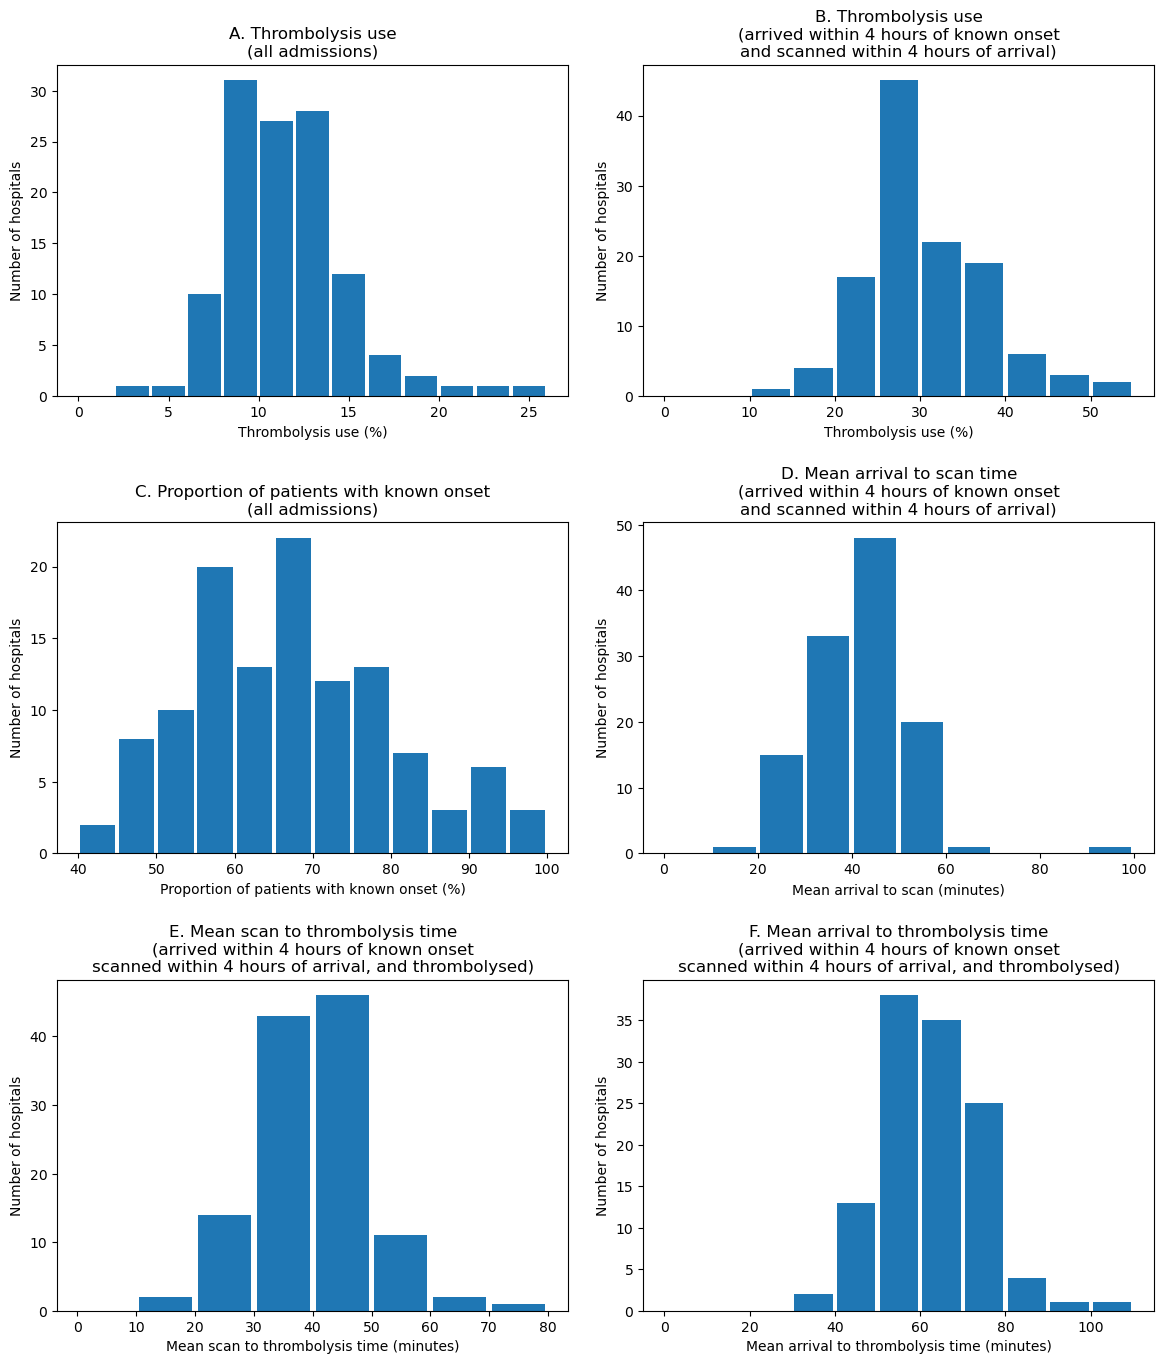 A. Thrombolysis use
(all admissions)
30
25
20
15
10
5
0
Number of hospitals
0 5 10 15 20 25
Thrombolysis use (%)
B. Thrombolysis use
(arrived within 4 hours of known onset
and scanned within 4 hours of arrival)
40
30
20
10
0
Number of hospitals
0 10 20 30 40 50
Thrombolysis use (%)
C. Proportion of patients with known onset
(all admissions)
20
15
10
5
0
Number of hospitals
40 50 60 70 80 90 100
Proportion of patients with known onset (%)
D. Mean arrival to scan time
(arrived within 4 hours of known onset
and scanned within 4 hours of arrival)
50
40
30
20
10
0
Number of hospitals
0 20 40 60 80 100
Mean arrival to scan (minutes)
E. Mean scan to thrombolysis time
(arrived within 4 hours of known onset
scanned within 4 hours of arrival, and thrombolysed)
40
30
20
10
0
Number of hospitals
0 10 20 30 40 50 60 70 80
Mean scan to thrombolysis time (minutes)
F. Mean arrival to thrombolysis time
(arrived within 4 hours of known onset
scanned within 4 hours of arrival, and thrombolysed)
35
30
25
20
15
10
5
0
Number of hospitals
0 20 40 60 80 100
Mean arrival to thrombolysis time (minutes)